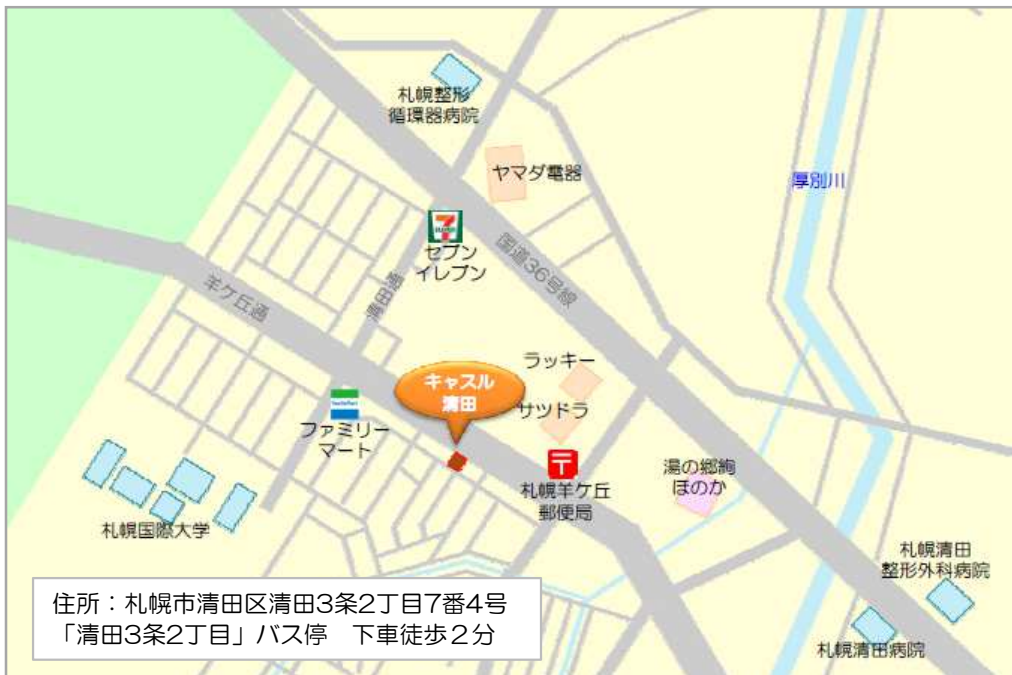 札幌整形
循環器病院
ヤマダ電器
厚別川
セブン
イレブン
国道36号線
清田通
羊ケ丘通
ラッキー
キャスル
清田
サツドラ
FamilyMart
ファミリー
マート
札幌羊ケ丘
郵便局
湯の郷絢
ほのか
札幌国際大学
札幌清田
整形外科病院
札幌清田病院
住所：札幌市清田区清田3条2丁目7番4号
「清田3条2丁目」バス停　下車徒歩２分